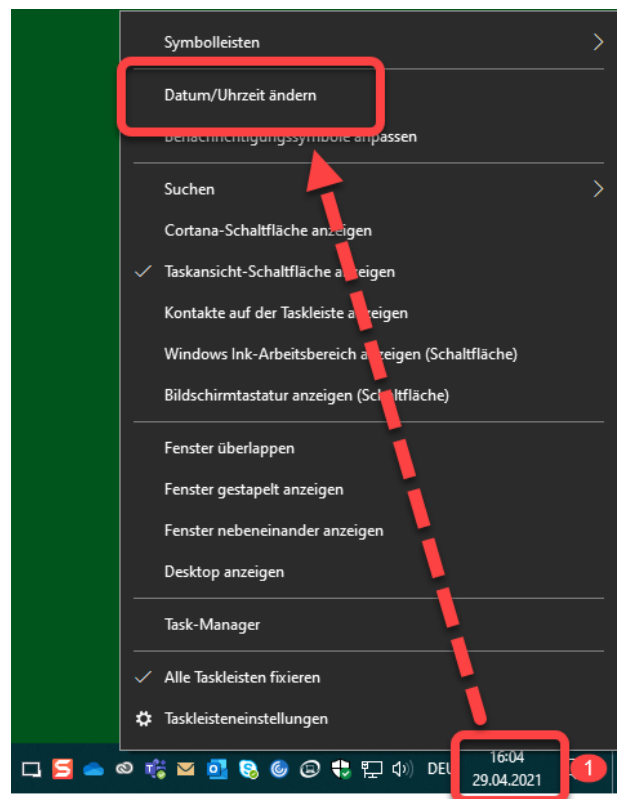 Symbolleisten
Datum/Uhrzeit ändern
Benachrichtigungssymbole anpassen
Suchen
Cortana-Schaltfläche anzeigen
Taskansicht-Schaltfläche anzeigen
Kontakte auf der Taskleiste anzeigen
Windows Ink-Arbeitsbereich anzeigen (Schaltfläche)
Bildschirmtastatur anzeigen (Schaltfläche)
Fenster überlappen
Fenster gestapelt anzeigen
Fenster nebeneinander anzeigen
Desktop anzeigen
Task-Manager
Alle Taskleisten fixieren
Taskleisteneinstellungen
DEU
16:04
29.04.2021
1